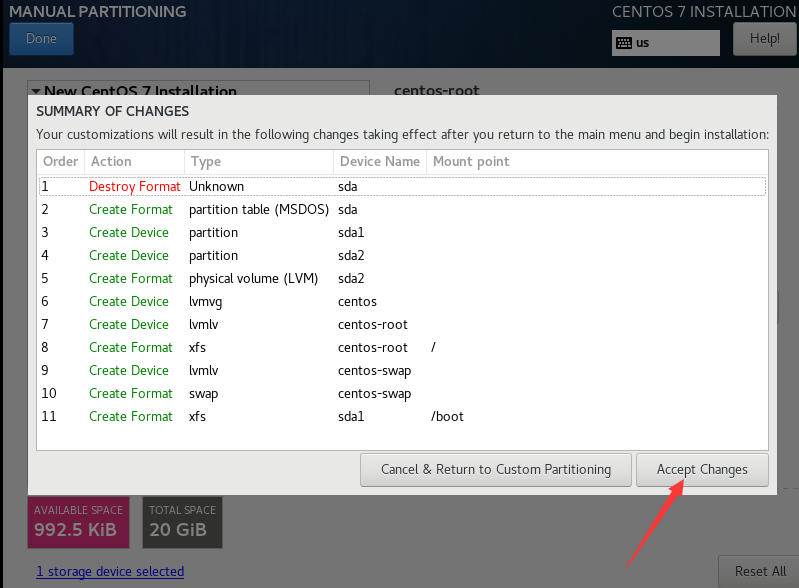 MANUAL PARTITIONING
CENTOS 7 INSTALLATION
Done
us
Help!
New CentOS 7 Installation
centos-root
SUMMARY OF CHANGES
Your customizations will result in the following changes taking effect after you return to the main menu and begin installation:
Order Action Type Device Name Mount point
1 Destroy Format Unknown sda
2 Create Format partition table (MSDOS) sda
3 Create Device partition sda1
4 Create Device partition sda2
5 Create Format physical volume (LVM) sda2
6 Create Device lvmvg centos
7 Create Device lvmlv centos-root
8 Create Format xfs centos-root /
9 Create Device lvmlv centos-swap
10 Create Format swap centos-swap
11 Create Format xfs sda1 /boot
Cancel & Return to Custom Partitioning
Accept Changes
AVAILABLE SPACE
992.5 KiB
TOTAL SPACE
20 GiB
1 storage device selected
Reset All